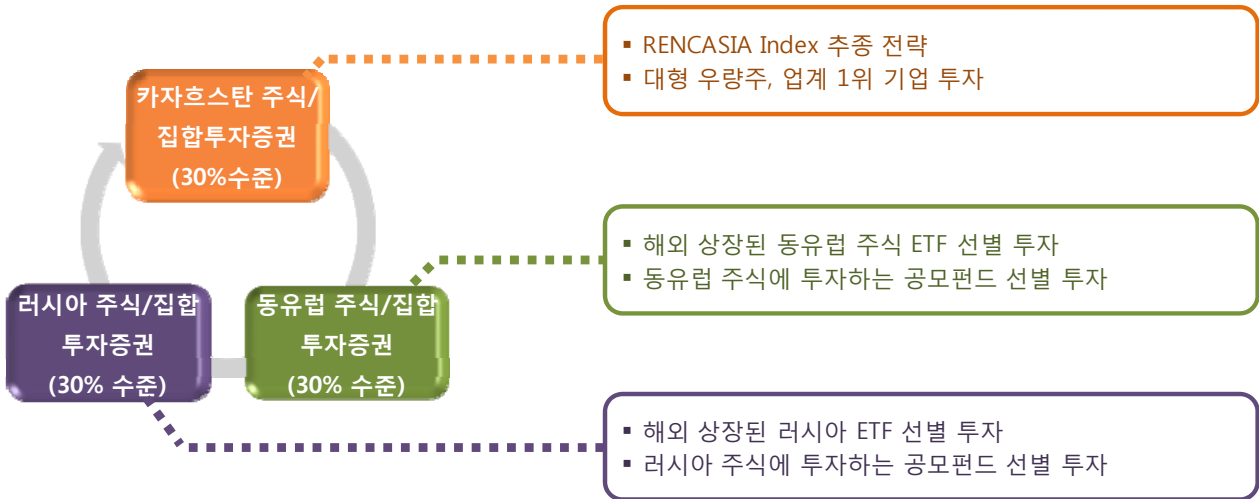 카자흐스탄 주식/
집합투자증권
(30%수준)
러시아 주식/집합
투자증권
(30% 수준)
동유럽 주식/집합
투자증권
(30% 수준)
▪ RENCASIA Index 추종 전략
▪ 대형 우량주, 업계 1위 기업 투자
▪ 해외 상장된 동유럽 주식 ETF 선별 투자
▪ 동유럽 주식에 투자하는 공모펀드 선별 투자
▪ 해외 상장된 러시아 ETF 선별 투자
▪ 러시아 주식에 투자하는 공모펀드 선별 투자